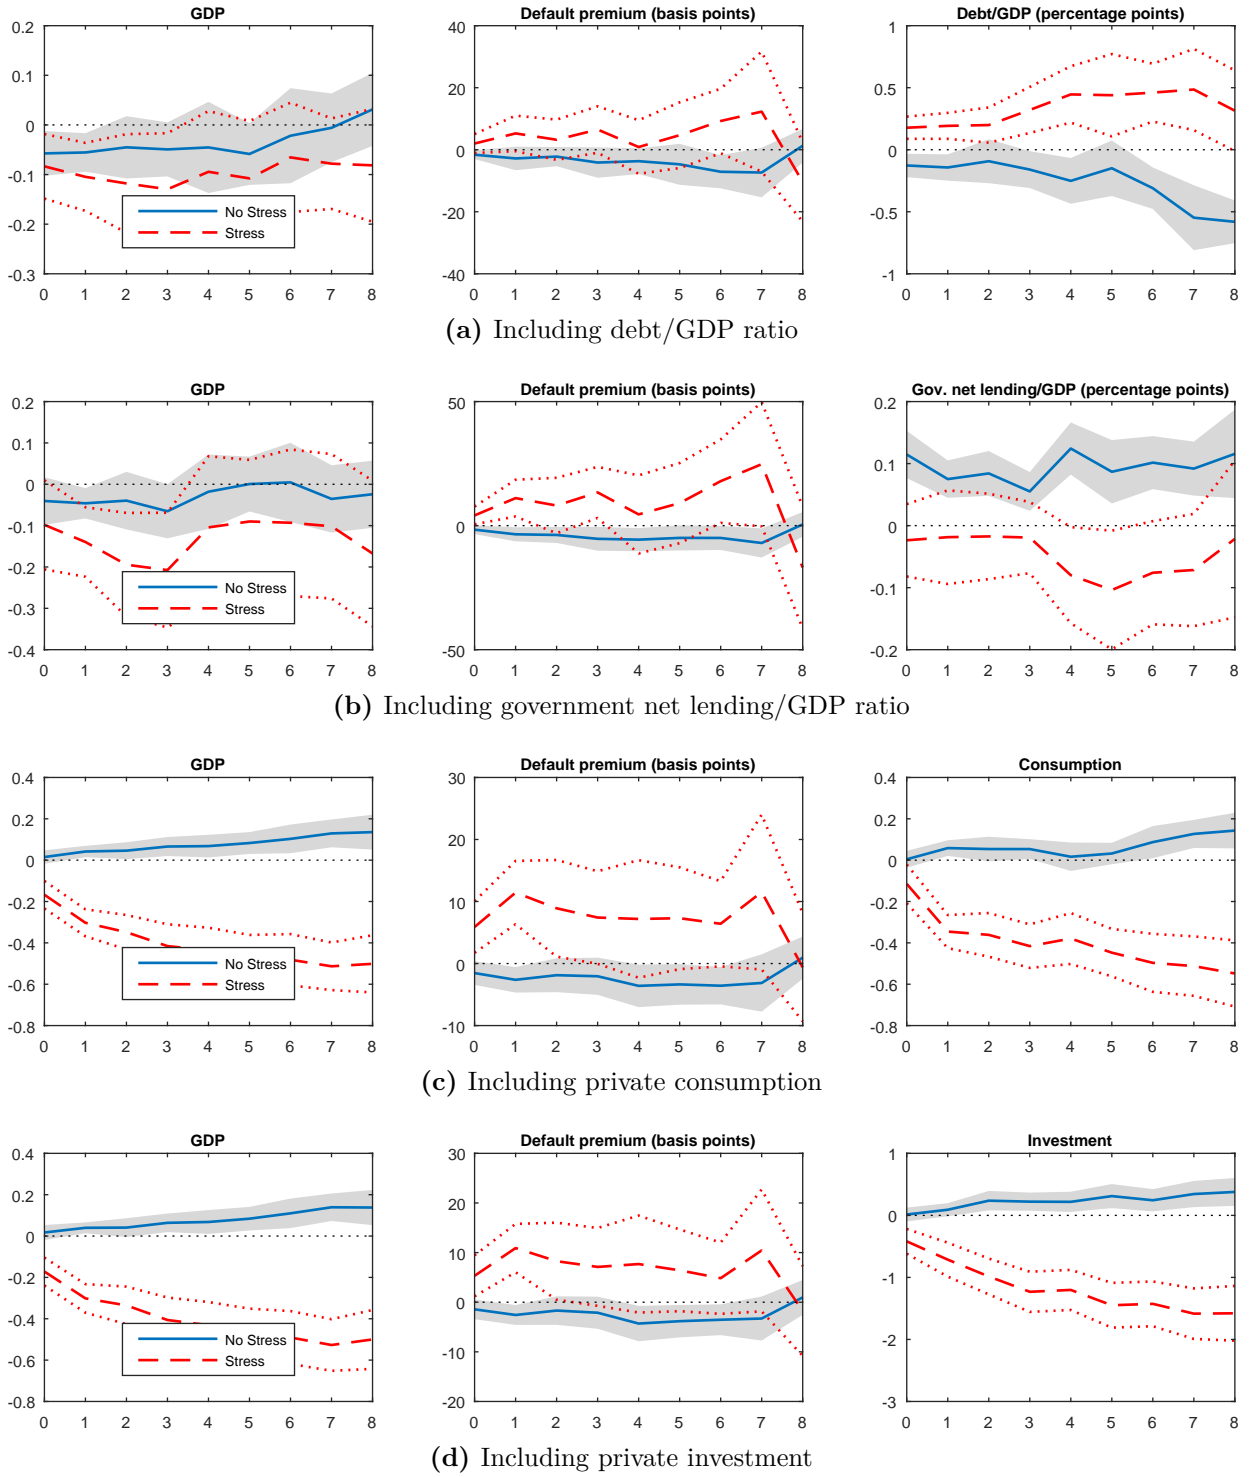 GDP Default premium (basis points) Debt/GDP (percentage points)
0.2 40 1
0.1 20 0.5
0 0 0
-0.1
No Stress
Stress
-0.2 -20 -0.5
-0.3 -40 -1
0 1 2 3 4 5 6 7 8 0 1 2 3 4 5 6 7 8 0 1 2 3 4 5 6 7 8
(a) Including debt/GDP ratio
GDP Default premium (basis points) Gov. net lending/GDP (percentage points)
0.2 50 0.2
0.1 0.1
0 0 0
-0.1 -0.1
-0.2
No Stress
Stress
-0.3
-0.4 -50 -0.2
0 1 2 3 4 5 6 7 8 0 1 2 3 4 5 6 7 8 0 1 2 3 4 5 6 7 8
(b) Including government net lending/GDP ratio
GDP Default premium (basis points) Consumption
0.4 30 0.4
0.2 20 0.2
0 10 0
-0.2 0 -0.2
-0.4 -0.4
No Stress
Stress
-0.6 -0.6
-0.8 -10 -0.8
0 1 2 3 4 5 6 7 8 0 1 2 3 4 5 6 7 8 0 1 2 3 4 5 6 7 8
(c) Including private consumption
GDP Default premium (basis points) Investment
0.4 30 1
0.2 20 0
0 10 -1
-0.2 0 -2
-0.4
No Stress
Stress
-0.6 -10
-0.8 -20 -3
0 1 2 3 4 5 6 7 8 0 1 2 3 4 5 6 7 8 0 1 2 3 4 5 6 7 8
(d) Including private investment